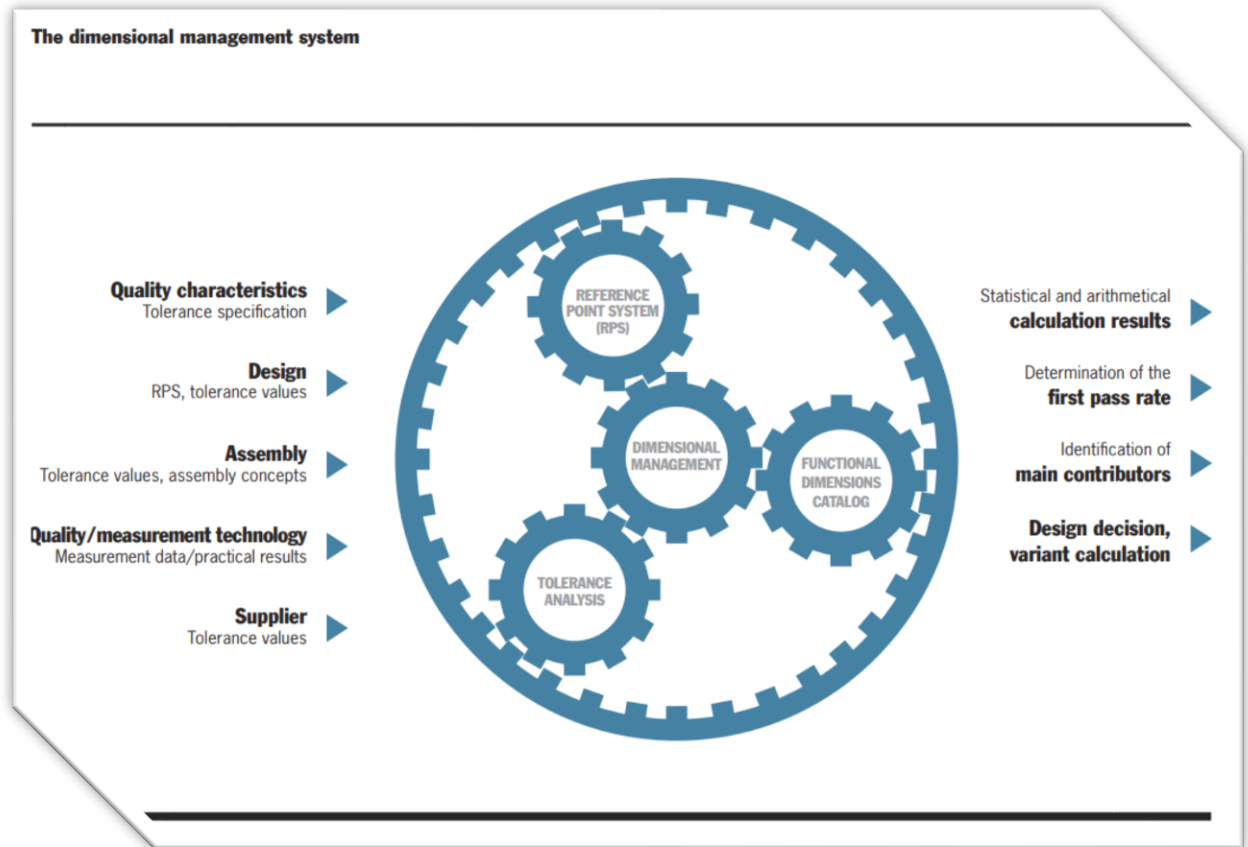 The dimensional management system
Quality characteristics
Tolerance specification
Design
RPS, tolerance values
Assembly
Tolerance values, assembly concepts
Quality/measurement technology
Measurement data/practical results
Supplier
Tolerance values
REFERENCE
POINT SYSTEM
(RPS)
DIMENSIONAL
MANAGEMENT
FUNCTIONAL
DIMENSIONS
CATALOG
TOLERANCE
ANALYSIS
Statistical and arithmetical
calculation results
Determination of the
first pass rate
Identification of
main contributors
Design decision,
variant calculation